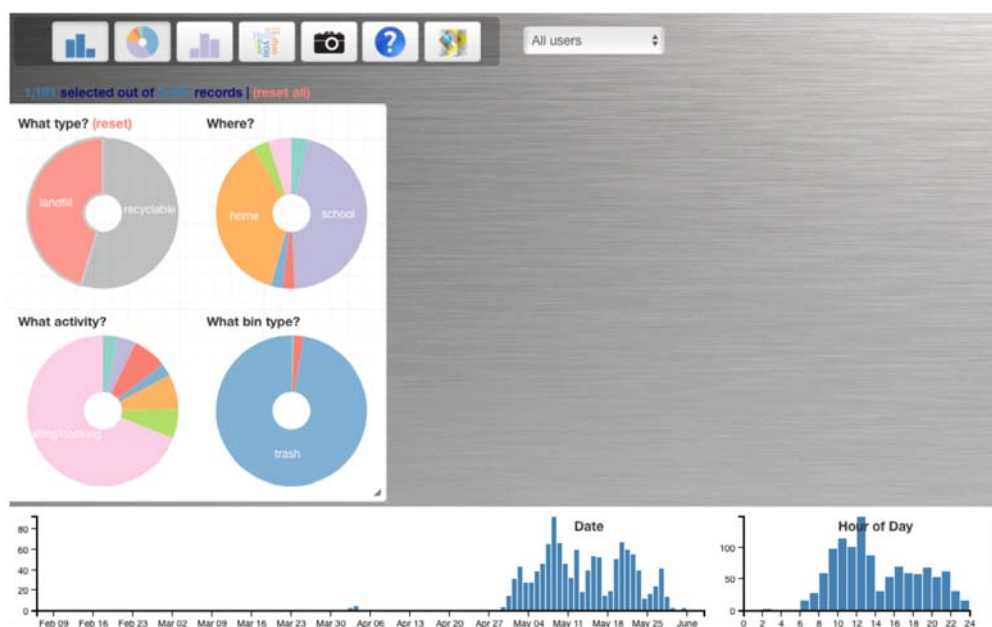 All users
1,191 selected out of records | (reset all)
What type? (reset)
Where?
landfill
recyclable
home
school
What activity?
What bin type?
ating/cooking
trash
Date
80
60
40
20
0
Feb 09 Feb 16 Feb 23 Mar 02 Mar 09 Mar 16 Mar 23 Mar 30 Apr 06 Apr 13 Apr 20 Apr 27 May 04 May 11 May 18 May 25 June
Hour of Day
100
50
0
0 2 4 6 8 10 12 14 16 18 20 22 24